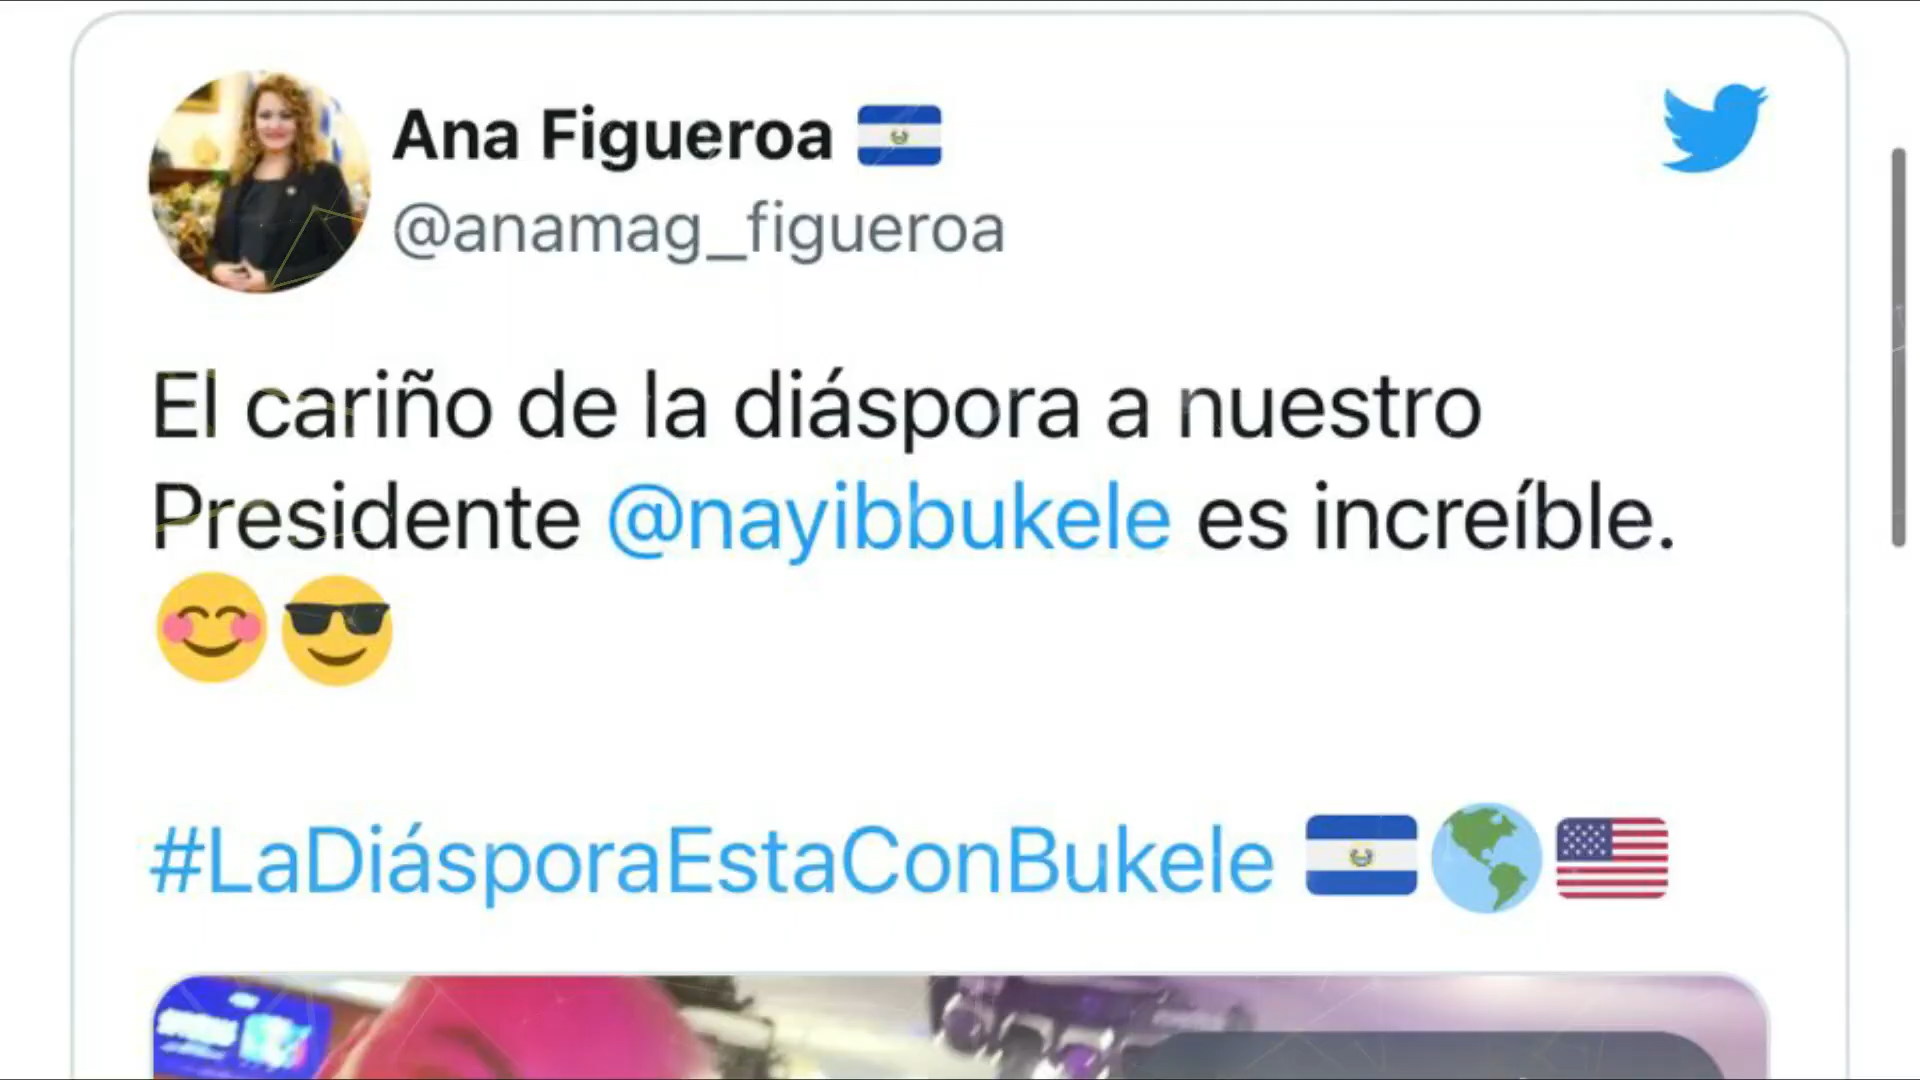 Ana Figueroa
@anamag_figueroa
El cariño de la diáspora a nuestro
Presidente @nayibbukele es increíble.
#LaDiásporaEstaConBukele